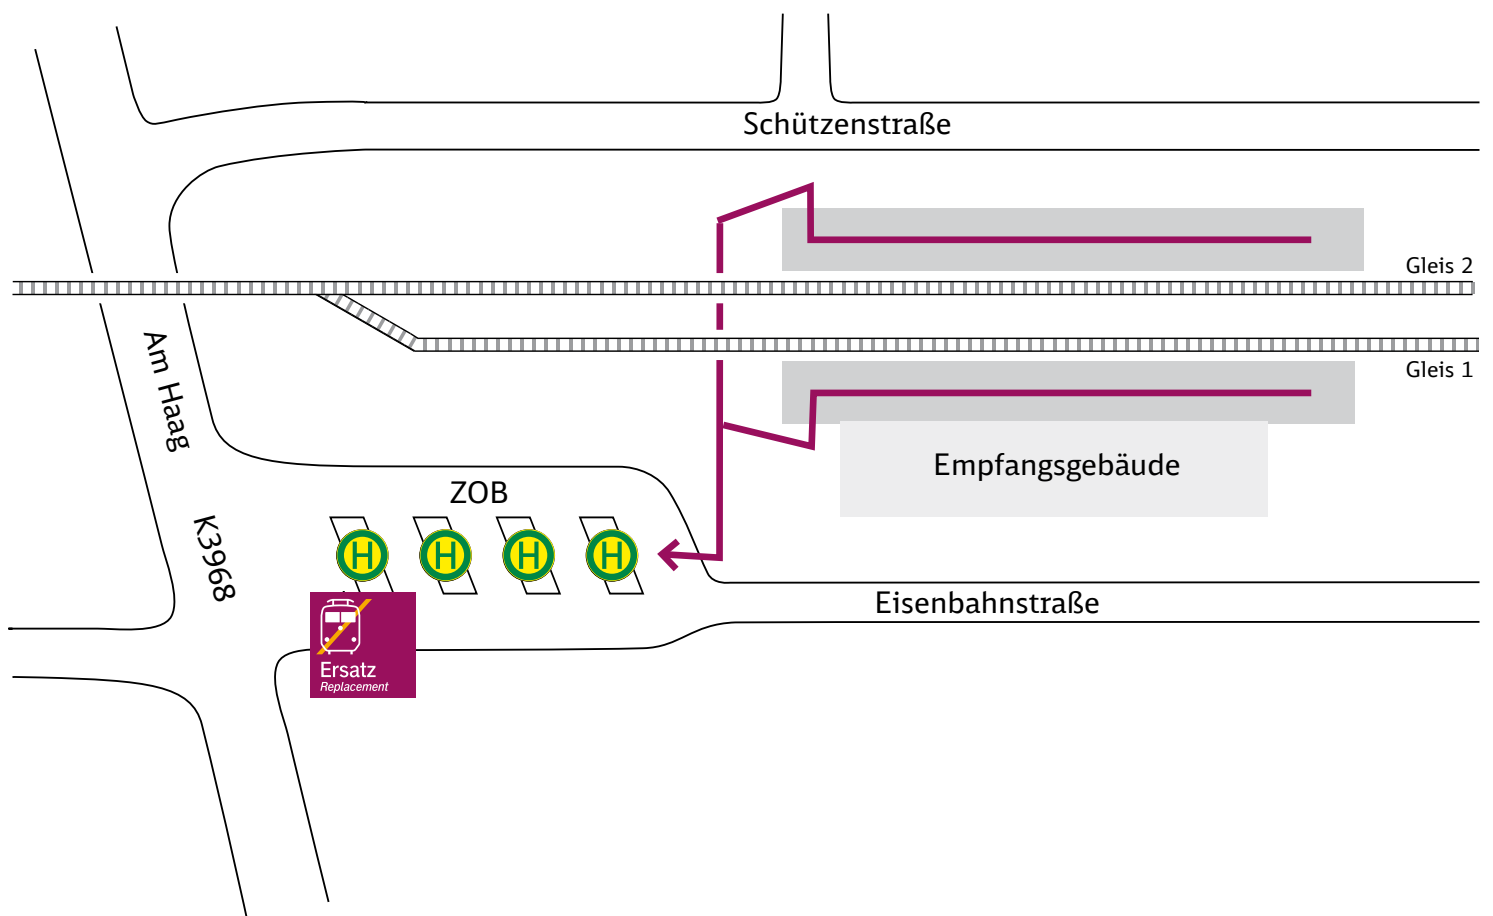 Schützenstraße
Gleis 2
Am Haag
Gleis 1
Empfangsgebäude
ZOB
K3968
H
H
H
H
Eisenbahnstraße
Ersatz
Replacement